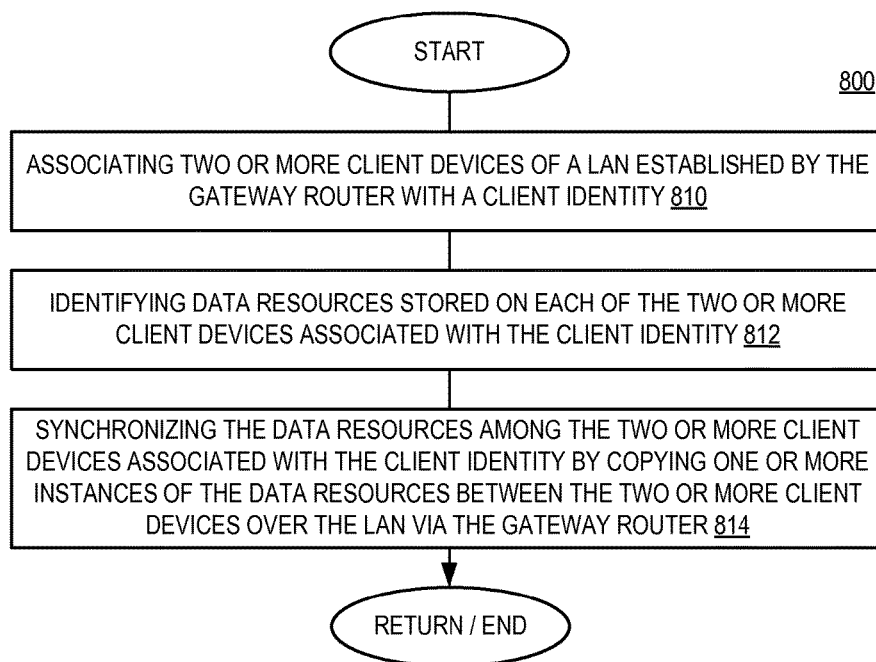 START
800
ASSOCIATING TWO OR MORE CLIENT DEVICES OF A LAN ESTABLISHED BY THE
GATEWAY ROUTER WITH A CLIENT IDENTITY 810
IDENTIFYING DATA RESOURCES STORED ON EACH OF THE TWO OR MORE
CLIENT DEVICES ASSOCIATED WITH THE CLIENT IDENTITY 812
SYNCHRONIZING THE DATA RESOURCES AMONG THE TWO OR MORE CLIENT
DEVICES ASSOCIATED WITH THE CLIENT IDENTITY BY COPYING ONE OR MORE
INSTANCES OF THE DATA RESOURCES BETWEEN THE TWO OR MORE CLIENT
DEVICES OVER THE LAN VIA THE GATEWAY ROUTER 814
RETURN / END